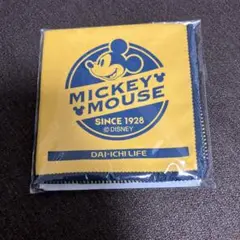 MICKEY
MOUSE
SINCE 1928
© DISNEY
DAI-ICHI LIFE